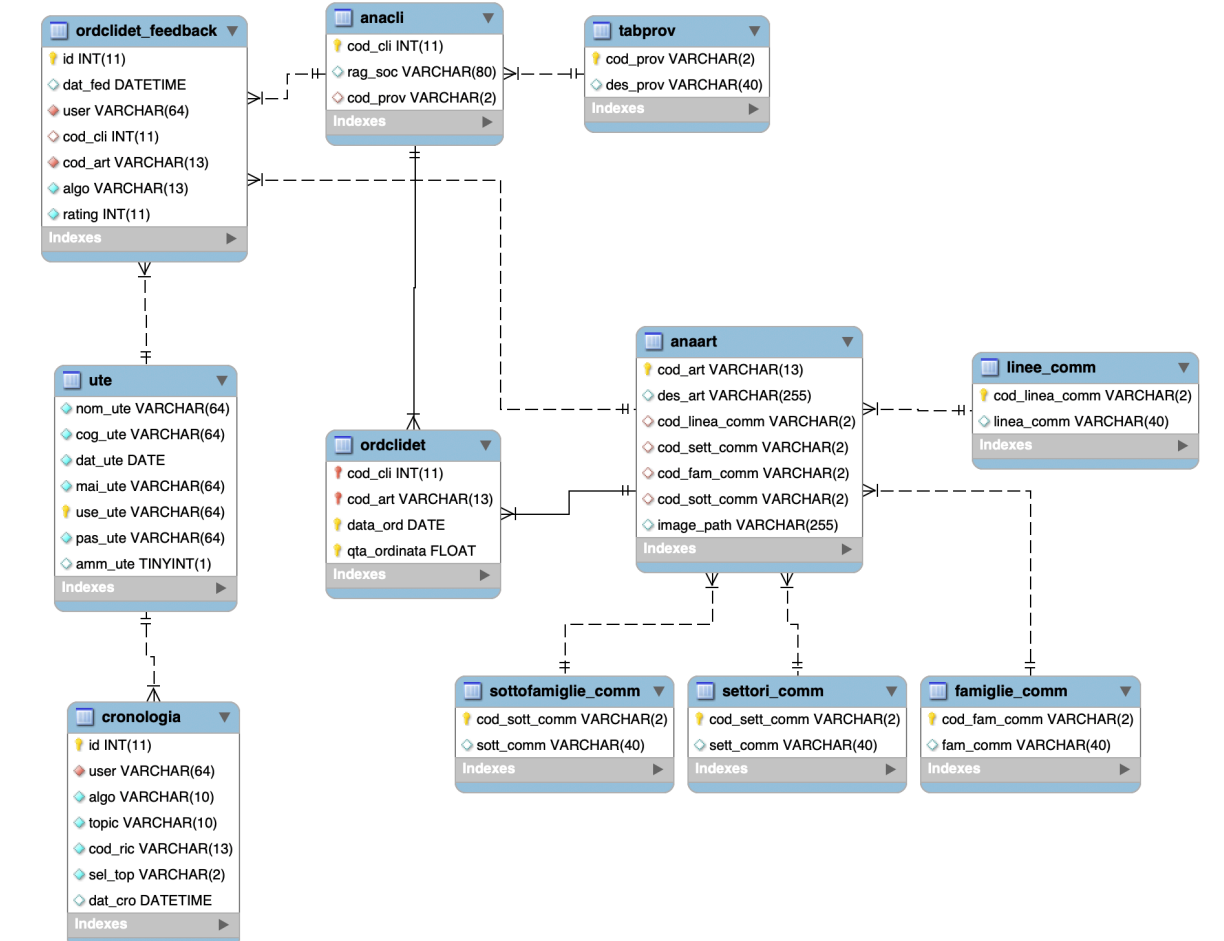 ordclidet_feedback
id INT(11)
dat_fed DATETIME
user VARCHAR(64)
cod_cli INT(11)
cod_art VARCHAR(13)
algo VARCHAR(13)
rating INT(11)
Indexes
anacli
cod_cli INT(11)
rag_soc VARCHAR(80)
cod_prov VARCHAR(2)
Indexes
tabprov
cod_prov VARCHAR(2)
des_prov VARCHAR(40)
Indexes
ute
nom_ute VARCHAR(64)
cog_ute VARCHAR(64)
dat_ute DATE
mai_ute VARCHAR(64)
use_ute VARCHAR(64)
pas_ute VARCHAR(64)
amm_ute TINYINT(1)
Indexes
ordclidet
cod_cli INT(11)
cod_art VARCHAR(13)
data_ord DATE
qta_ordinata FLOAT
Indexes
anaart
cod_art VARCHAR(13)
des_art VARCHAR(255)
cod_linea_comm VARCHAR(2)
cod_sett_comm VARCHAR(2)
cod_fam_comm VARCHAR(2)
cod_sott_comm VARCHAR(2)
image_path VARCHAR(255)
Indexes
linee_comm
cod_linea_comm VARCHAR(2)
linea_comm VARCHAR(40)
Indexes
cronologia
id INT(11)
user VARCHAR(64)
algo VARCHAR(10)
topic VARCHAR(10)
cod_ric VARCHAR(13)
sel_top VARCHAR(2)
dat_cro DATETIME
Indexes
sottofamiglie_comm
cod_sott_comm VARCHAR(2)
sott_comm VARCHAR(40)
Indexes
settori_comm
cod_sett_comm VARCHAR(2)
sett_comm VARCHAR(40)
Indexes
famiglie_comm
cod_fam_comm VARCHAR(2)
fam_comm VARCHAR(40)
Indexes